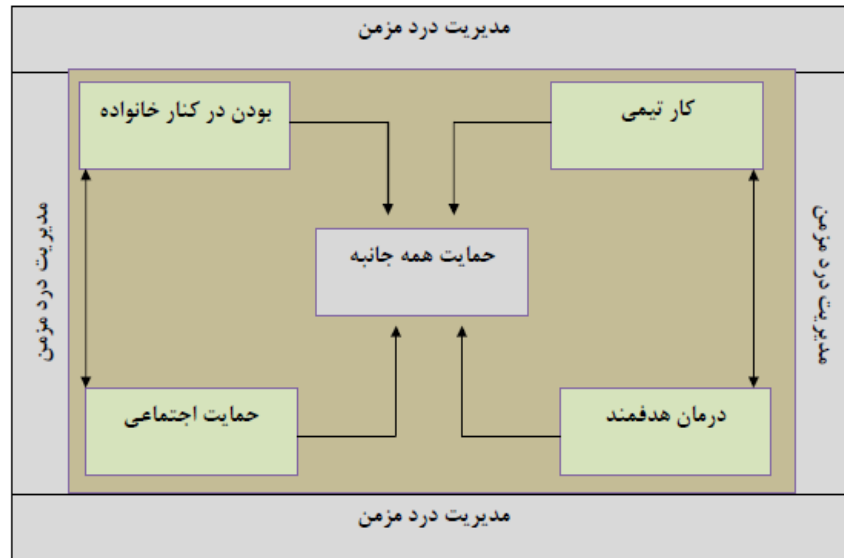 مدیریت درد مزمن
کار تیمی
بودن در کنار خانواده
مدیریت درد مزمن
حمایت همه جانبه
مدیریت درد مزمن
درمان هدفمند
حمایت اجتماعی
مدیریت درد مزمن